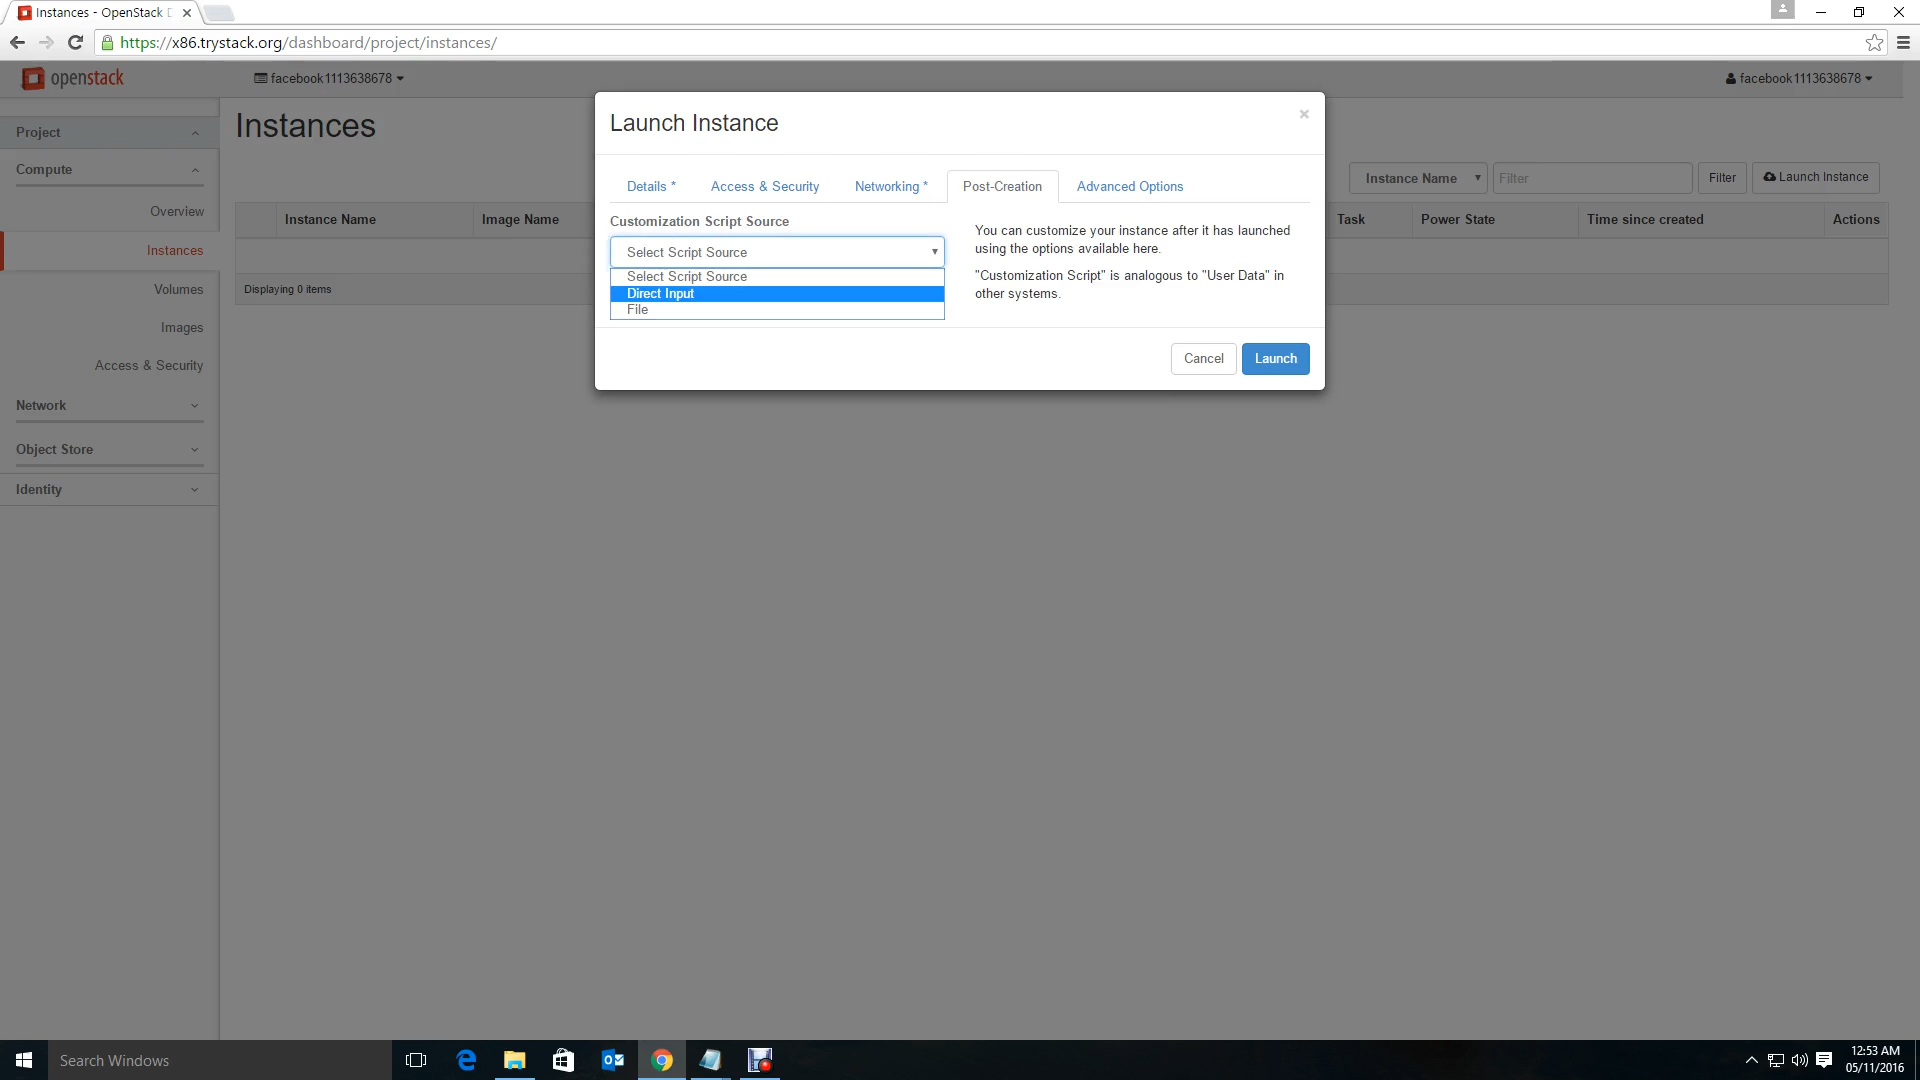 Instances - OpenStack D
https://x86.trystack.org/dashboard/project/instances/
openstack
facebook1113638678
facebook1113638678
Project
Compute
Overview
Instances
Volumes
Images
Access & Security
Network
Object Store
Identity
Instances
Instance Name
Filter
Filter
Launch Instance
Instance Name
Image Name
Task
Power State
Time since created
Actions
Displaying 0 items
Launch Instance
×
Details *
Access & Security
Networking *
Post-Creation
Advanced Options
Customization Script Source
Select Script Source
Select Script Source
Direct Input
File
You can customize your instance after it has launched
using the options available here.
"Customization Script" is analogous to "User Data" in
other systems.
Cancel
Launch
Search Windows
12:53 AM
05/11/2016